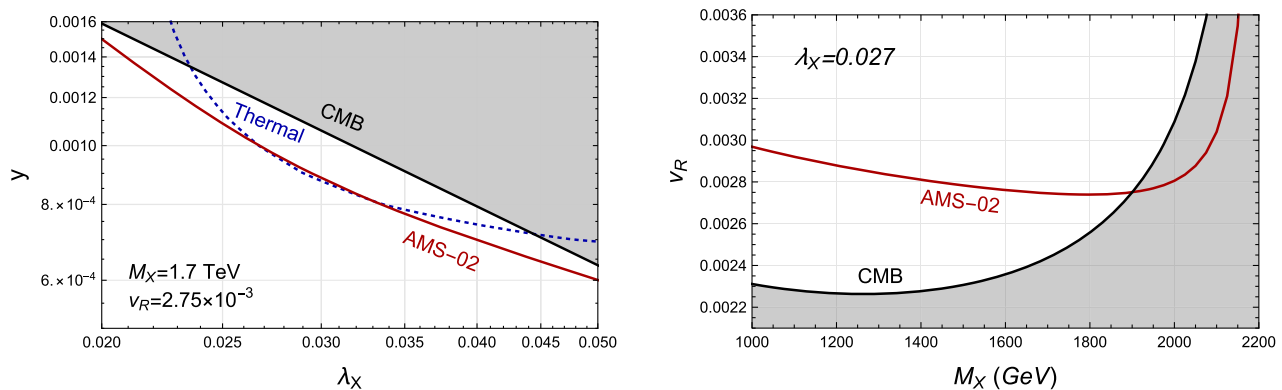 y
0.0016
0.0014
0.0012
0.0010
8.×10⁻⁴
6.×10⁻⁴
CMB
Thermal
AMS-02
M_X=1.7 TeV
v_R=2.75×10⁻³
0.020 0.025 0.030 0.035 0.040 0.045 0.050
λ_X
v_R
0.0036
0.0034
0.0032
0.0030
0.0028
0.0026
0.0024
0.0022
λ_X=0.027
AMS-02
CMB
1000 1200 1400 1600 1800 2000 2200
M_X (GeV)